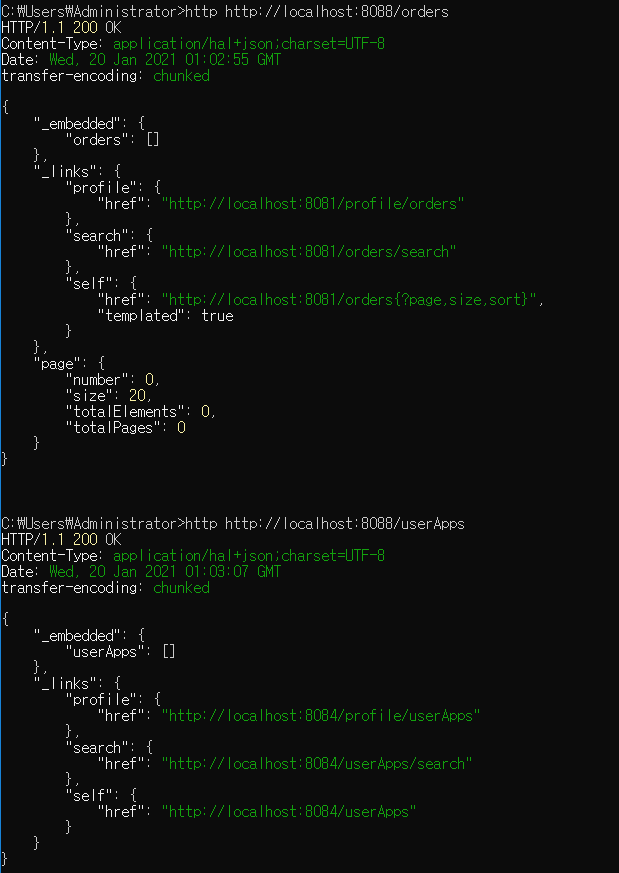 C:₩Users₩Administrator>http http://localhost:8088/orders
HTTP/1.1 200 OK
Content-Type: application/hal+json;charset=UTF-8
Date: Wed, 20 Jan 2021 01:02:55 GMT
transfer-encoding: chunked

{
    "_embedded": {
        "orders": []
    },
    "_links": {
        "profile": {
            "href": "http://localhost:8081/profile/orders"
        },
        "search": {
            "href": "http://localhost:8081/orders/search"
        },
        "self": {
            "href": "http://localhost:8081/orders{?page,size,sort}",
            "templated": true
        }
    },
    "page": {
        "number": 0,
        "size": 20,
        "totalElements": 0,
        "totalPages": 0
    }
}

C:₩Users₩Administrator>http http://localhost:8088/userApps
HTTP/1.1 200 OK
Content-Type: application/hal+json;charset=UTF-8
Date: Wed, 20 Jan 2021 01:03:07 GMT
transfer-encoding: chunked

{
    "_embedded": {
        "userApps": []
    },
    "_links": {
        "profile": {
            "href": "http://localhost:8084/profile/userApps"
        },
        "search": {
            "href": "http://localhost:8084/userApps/search"
        },
        "self": {
            "href": "http://localhost:8084/userApps"
        }
    }
}